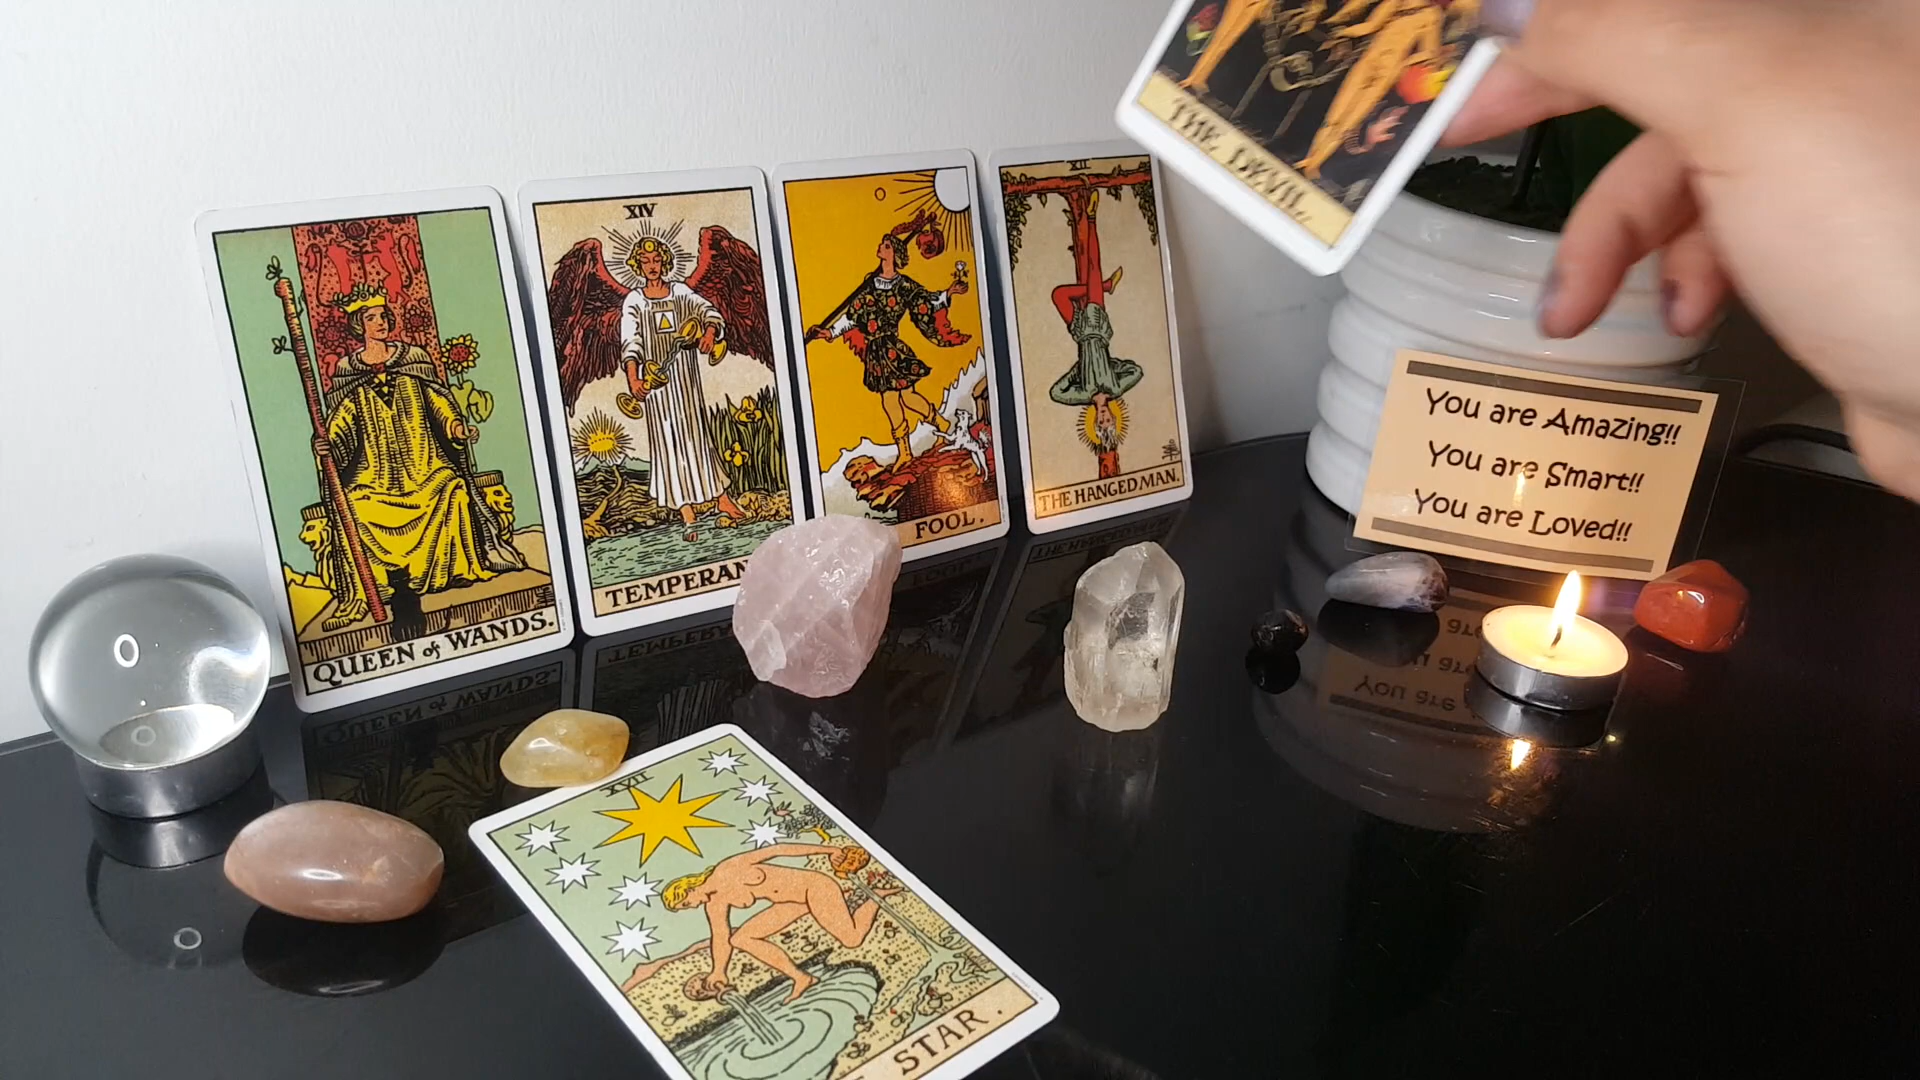 XIV
XII
THE DEVIL.
QUEEN of WANDS.
TEMPERAN
FOOL.
THE HANGED MAN.
You are Amazing!!
You are Smart!!
You are Loved!!
XVII
STAR.